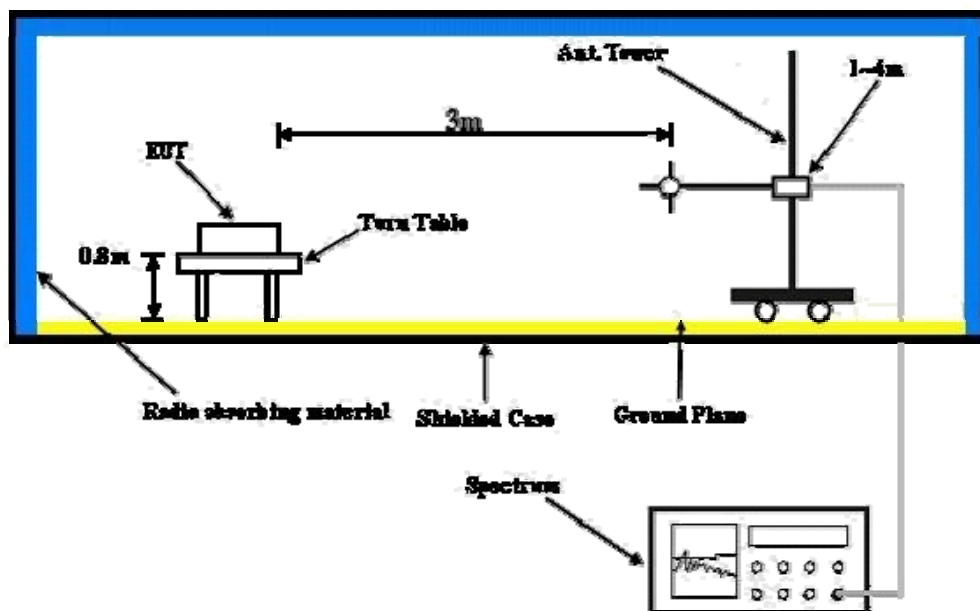 Ant. Tower
1~4m
3m
EUT
Turn Table
0.8m
Radio absorbing material
Shielded Case
Ground Plane
Spectrum